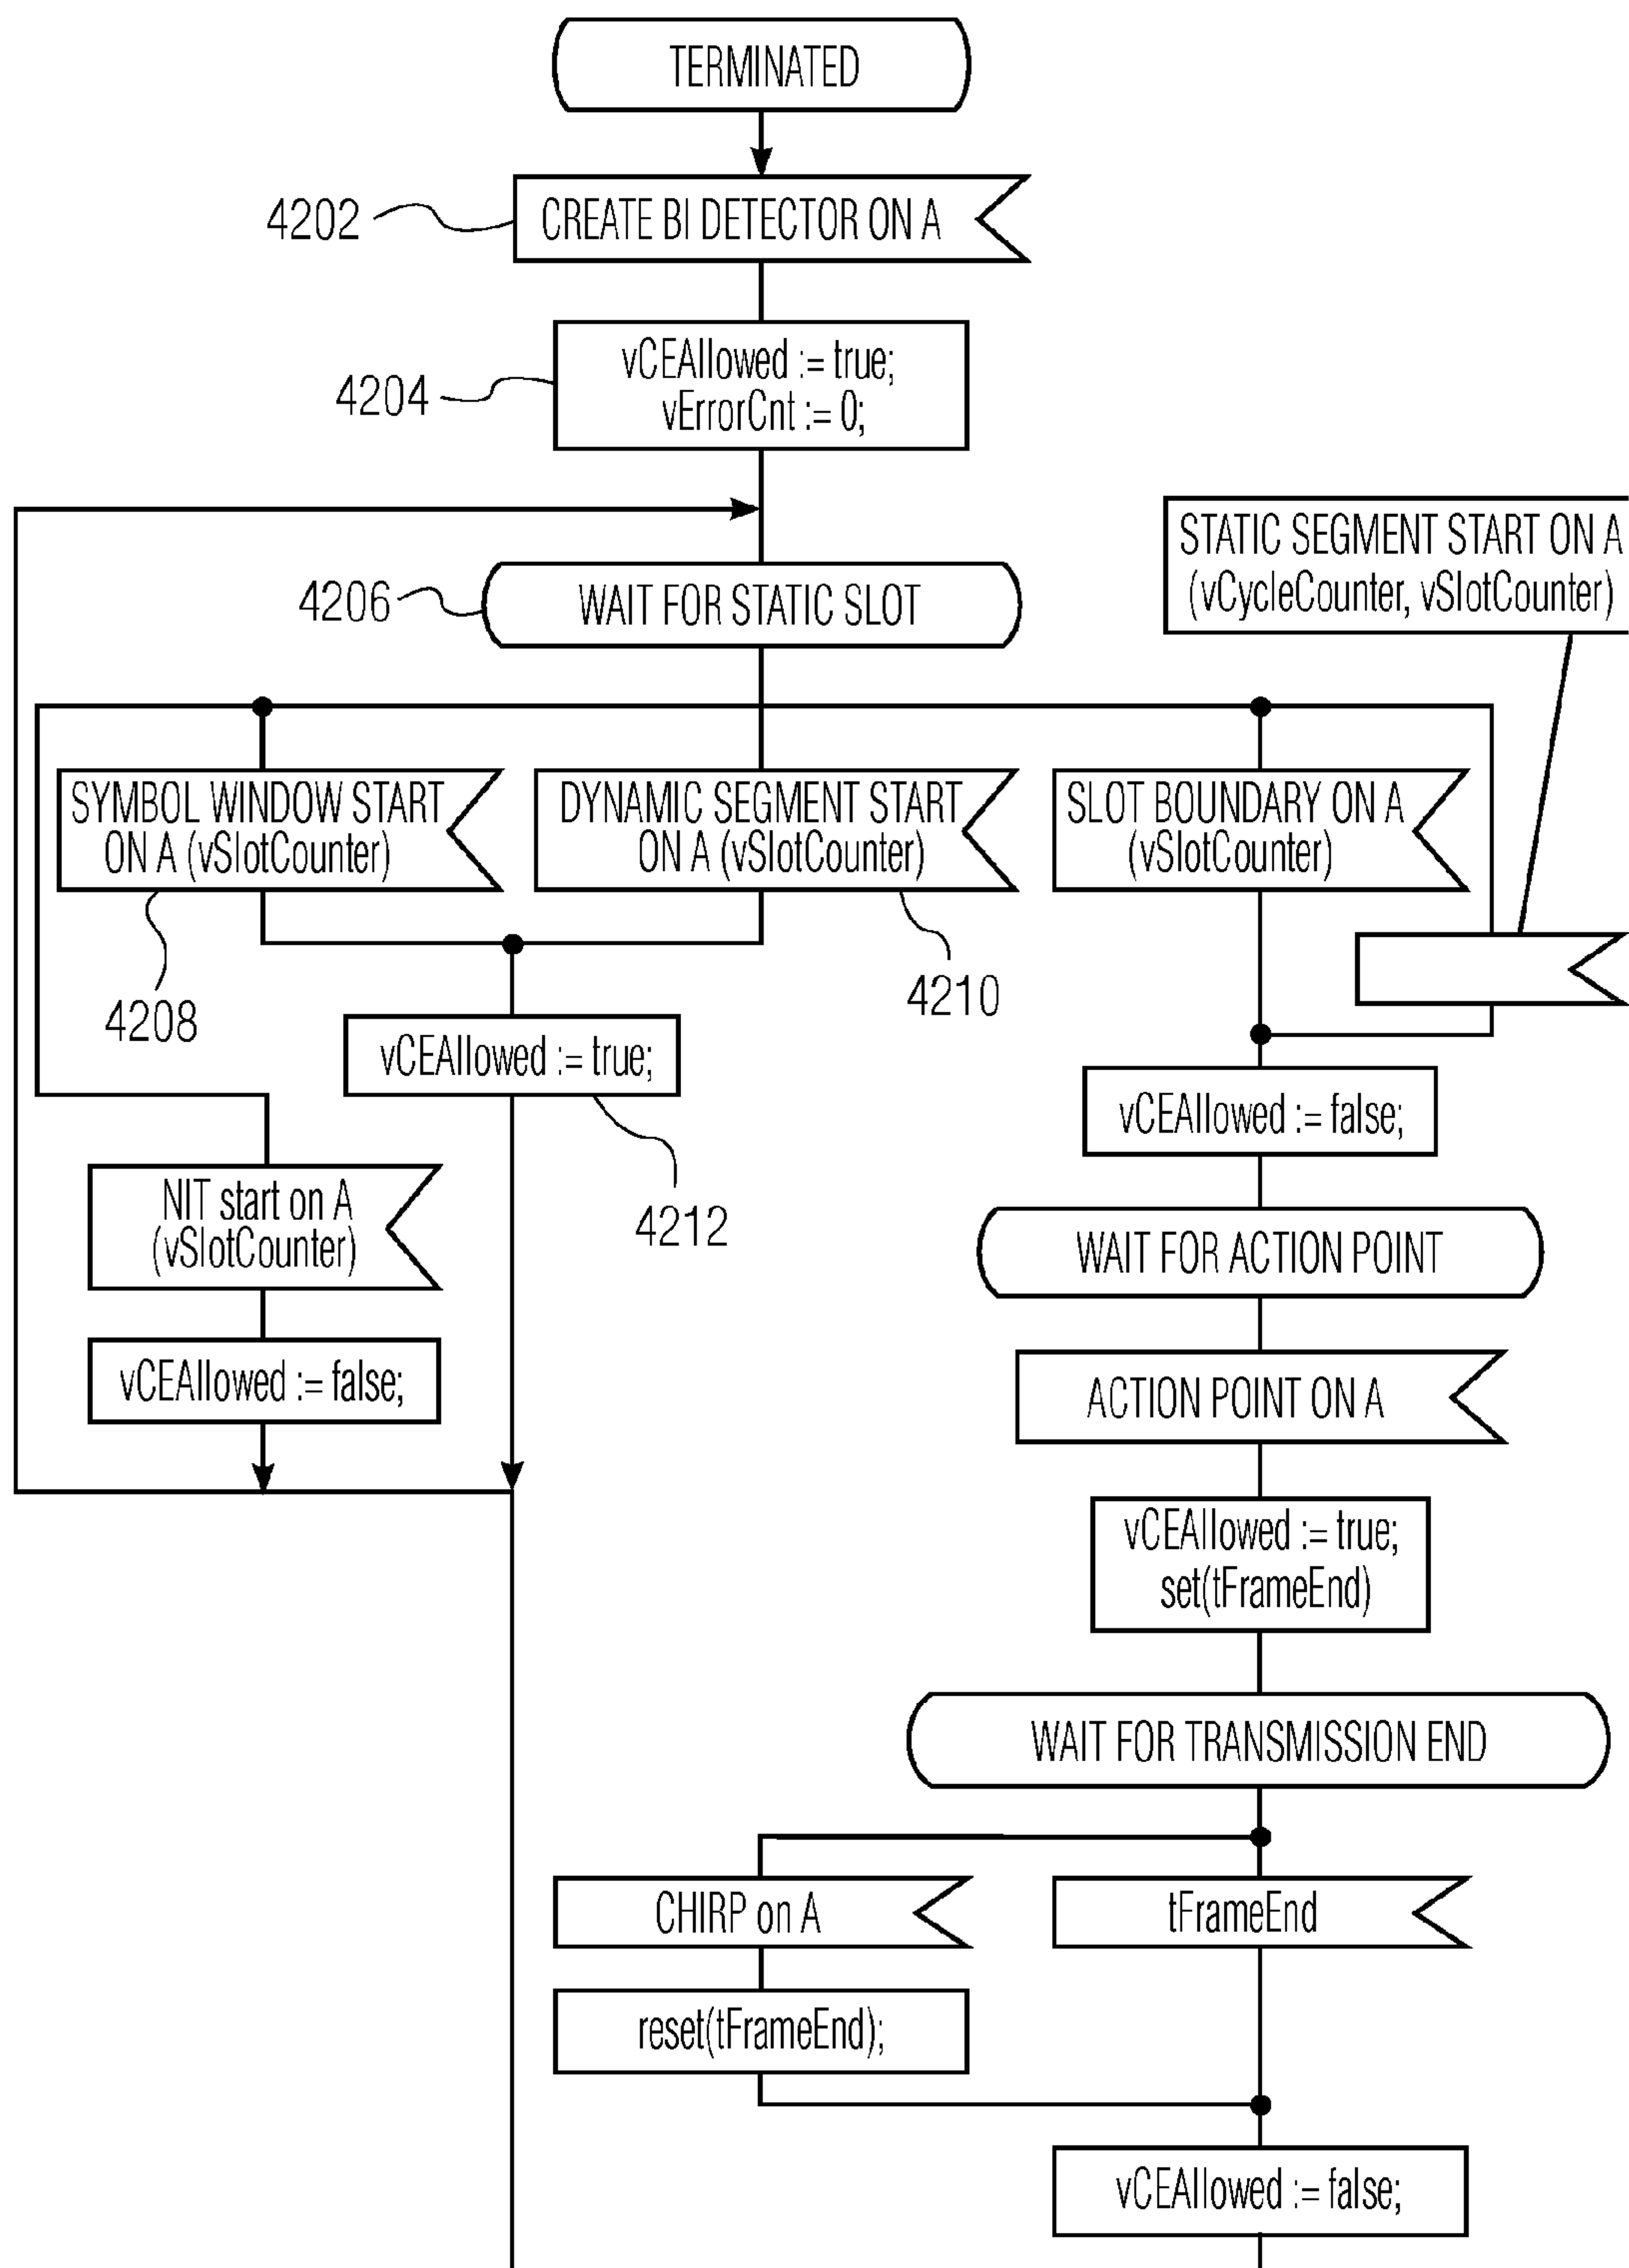 TERMINATED
4202
CREATE BI DETECTOR ON A
4204
vCEAllowed := true;
vErrorCnt := 0;
STATIC SEGMENT START ON A
(vCycleCounter, vSlotCounter)
4206
WAIT FOR STATIC SLOT
SYMBOL WINDOW START
ON A (vSlotCounter)
DYNAMIC SEGMENT START
ON A (vSlotCounter)
SLOT BOUNDARY ON A
(vSlotCounter)
4208
4210
vCEAllowed := true;
vCEAllowed := false;
4212
NIT start on A
(vSlotCounter)
WAIT FOR ACTION POINT
vCEAllowed := false;
ACTION POINT ON A
vCEAllowed := true;
set(tFrameEnd)
WAIT FOR TRANSMISSION END
CHIRP on A
tFrameEnd
reset(tFrameEnd);
vCEAllowed := false;